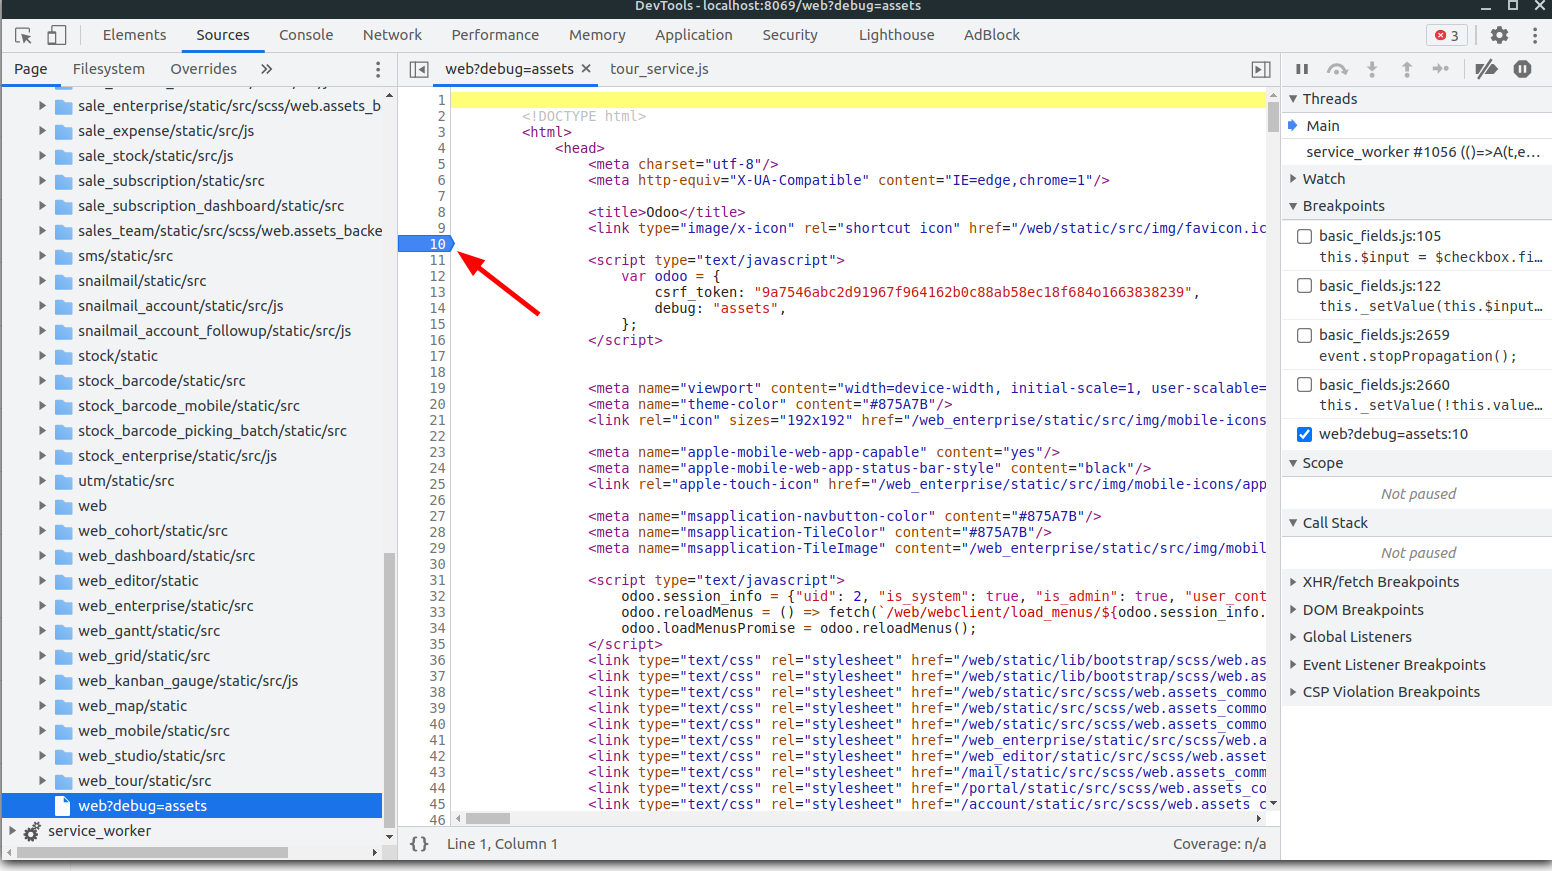 DevTools - localhost:8069/web?debug=assets
Elements Sources Console Network Performance Memory Application Security Lighthouse AdBlock 3
Page Filesystem Overrides »
web?debug=assets × tour_service.js
sale_enterprise/static/src/scss/web.assets_b
sale_expense/static/src/js
sale_stock/static/src/js
sale_subscription/static/src
sale_subscription_dashboard/static/src
sales_team/static/src/scss/web.assets_backe
sms/static/src
snailmail/static/src
snailmail_account/static/src/js
snailmail_account_followup/static/src/js
stock/static
stock_barcode/static/src
stock_barcode_mobile/static/src
stock_barcode_picking_batch/static/src
stock_enterprise/static/src/js
utm/static/src
web
web_cohort/static/src
web_dashboard/static/src
web_editor/static
web_enterprise/static/src
web_gantt/static/src
web_grid/static/src
web_kanban_gauge/static/src/js
web_map/static
web_mobile/static/src
web_studio/static/src
web_tour/static/src
web?debug=assets
service_worker
1
2 <!DOCTYPE html>
3 <html>
4 <head>
5 <meta charset="utf-8"/>
6 <meta http-equiv="X-UA-Compatible" content="IE=edge,chrome=1"/>
7
8 <title>Odoo</title>
9 <link type="image/x-icon" rel="shortcut icon" href="/web/static/src/img/favicon.ic
10
11 <script type="text/javascript">
12 var odoo = {
13 csrf_token: "9a7546abc2d91967f964162b0c88ab58ec18f684o1663838239",
14 debug: "assets",
15 };
16 </script>
17
18
19 <meta name="viewport" content="width=device-width, initial-scale=1, user-scalable=
20 <meta name="theme-color" content="#875A7B"/>
21 <link rel="icon" sizes="192x192" href="/web_enterprise/static/src/img/mobile-icons
22
23 <meta name="apple-mobile-web-app-capable" content="yes"/>
24 <meta name="apple-mobile-web-app-status-bar-style" content="black"/>
25 <link rel="apple-touch-icon" href="/web_enterprise/static/src/img/mobile-icons/app
26
27 <meta name="msapplication-navbutton-color" content="#875A7B"/>
28 <meta name="msapplication-TileColor" content="#875A7B"/>
29 <meta name="msapplication-TileImage" content="/web_enterprise/static/src/img/mobil
30
31 <script type="text/javascript">
32 odoo.session_info = {"uid": 2, "is_system": true, "is_admin": true, "user_cont
33 odoo.reloadMenus = () => fetch(`/web/webclient/load_menus/${odoo.session_info.
34 odoo.loadMenusPromise = odoo.reloadMenus();
35 </script>
36 <link type="text/css" rel="stylesheet" href="/web/static/lib/bootstrap/scss/web.as
37 <link type="text/css" rel="stylesheet" href="/web/static/lib/bootstrap/scss/web.as
38 <link type="text/css" rel="stylesheet" href="/web/static/src/scss/web.assets_commo
39 <link type="text/css" rel="stylesheet" href="/web/static/src/scss/web.assets_commo
40 <link type="text/css" rel="stylesheet" href="/web/static/src/scss/web.assets_commo
41 <link type="text/css" rel="stylesheet" href="/web_enterprise/static/src/scss/web.a
42 <link type="text/css" rel="stylesheet" href="/web_editor/static/src/scss/web.asset
43 <link type="text/css" rel="stylesheet" href="/mail/static/src/scss/web.assets_comm
44 <link type="text/css" rel="stylesheet" href="/portal/static/src/scss/web.assets_co
45 <link type="text/css" rel="stylesheet" href="/account/static/src/scss/web.assets_c
46
{ } Line 1, Column 1 Coverage: n/a
Threads
Main
service_worker #1056 (()=>A(t,e…
Watch
Breakpoints
basic_fields.js:105
this.$input = $checkbox.fi…
basic_fields.js:122
this._setValue(this.$input…
basic_fields.js:2659
event.stopPropagation();
basic_fields.js:2660
this._setValue(!this.value…
web?debug=assets:10
Scope
Not paused
Call Stack
Not paused
XHR/fetch Breakpoints
DOM Breakpoints
Global Listeners
Event Listener Breakpoints
CSP Violation Breakpoints